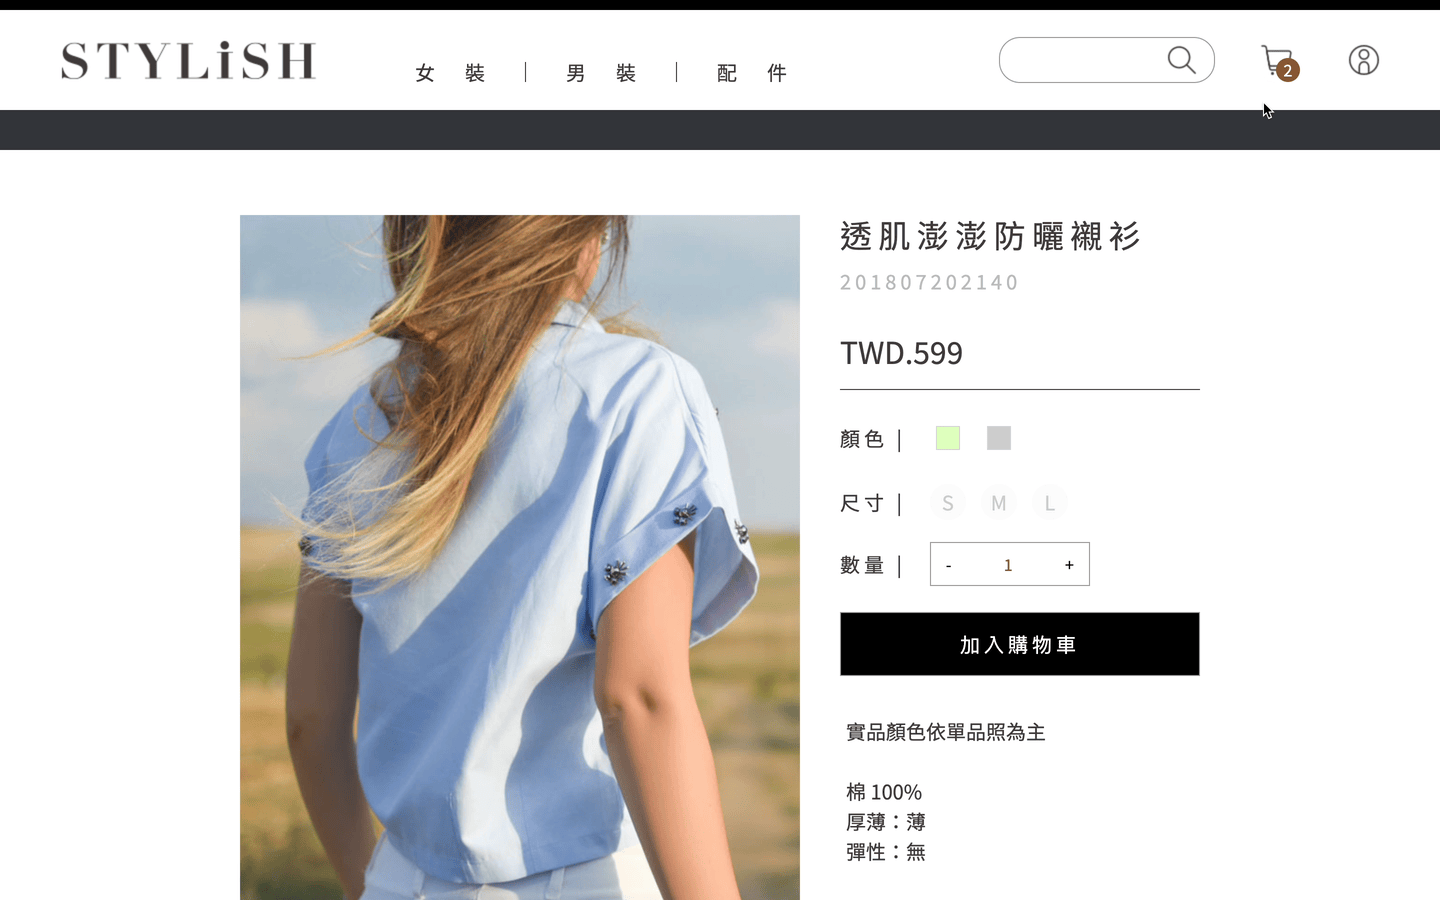 STYLiSH
女裝 | 男裝 | 配件
2
透肌澎澎防曬襯衫
201807202140
TWD.599
顏色 |
尺寸 | S M L
數量 | - 1 +
加入購物車
實品顏色依單品照為主
棉 100%
厚薄：薄
彈性：無